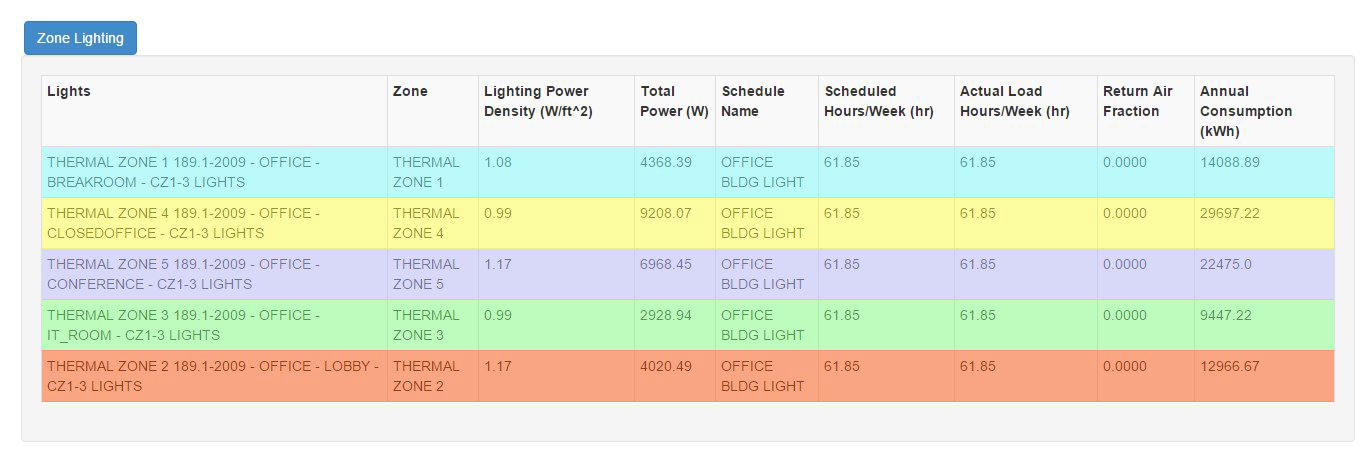 Zone Lighting
Lights Zone Lighting Power Total Schedule Scheduled Actual Load Return Air Annual
Density (W/ft^2) Power (W) Name Hours/Week (hr) Hours/Week (hr) Fraction Consumption
(kWh)
THERMAL ZONE 1 189.1-2009 - OFFICE - THERMAL 1.08 4368.39 OFFICE 61.85 61.85 0.0000 14088.89
BREAKROOM - CZ1-3 LIGHTS ZONE 1 BLDG LIGHT
THERMAL ZONE 4 189.1-2009 - OFFICE - THERMAL 0.99 9208.07 OFFICE 61.85 61.85 0.0000 29697.22
CLOSEDOFFICE - CZ1-3 LIGHTS ZONE 4 BLDG LIGHT
THERMAL ZONE 5 189.1-2009 - OFFICE - THERMAL 1.17 6968.45 OFFICE 61.85 61.85 0.0000 22475.0
CONFERENCE - CZ1-3 LIGHTS ZONE 5 BLDG LIGHT
THERMAL ZONE 3 189.1-2009 - OFFICE - THERMAL 0.99 2928.94 OFFICE 61.85 61.85 0.0000 9447.22
IT_ROOM - CZ1-3 LIGHTS ZONE 3 BLDG LIGHT
THERMAL ZONE 2 189.1-2009 - OFFICE - LOBBY - THERMAL 1.17 4020.49 OFFICE 61.85 61.85 0.0000 12966.67
CZ1-3 LIGHTS ZONE 2 BLDG LIGHT